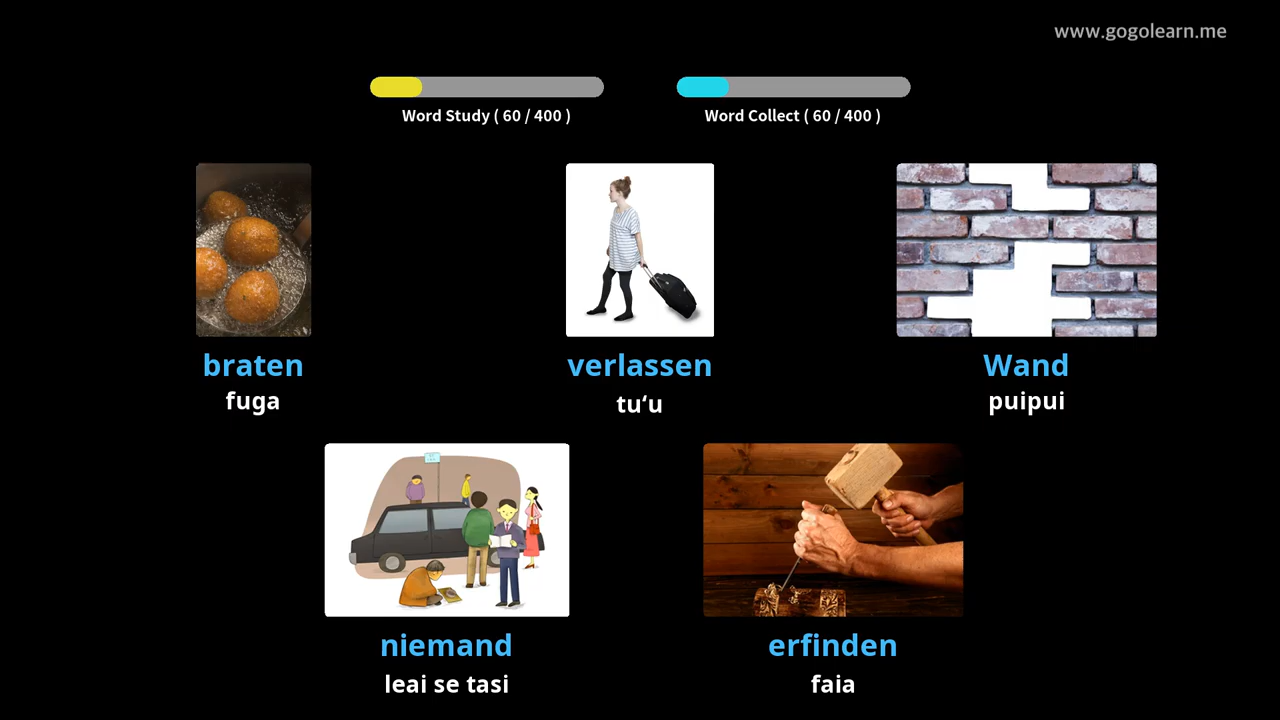 www.gogolearn.me
Word Study ( 60 / 400 )
Word Collect ( 60 / 400 )
braten
fuga
verlassen
tuʻu
Wand
puipui
niemand
leai se tasi
erfinden
faia